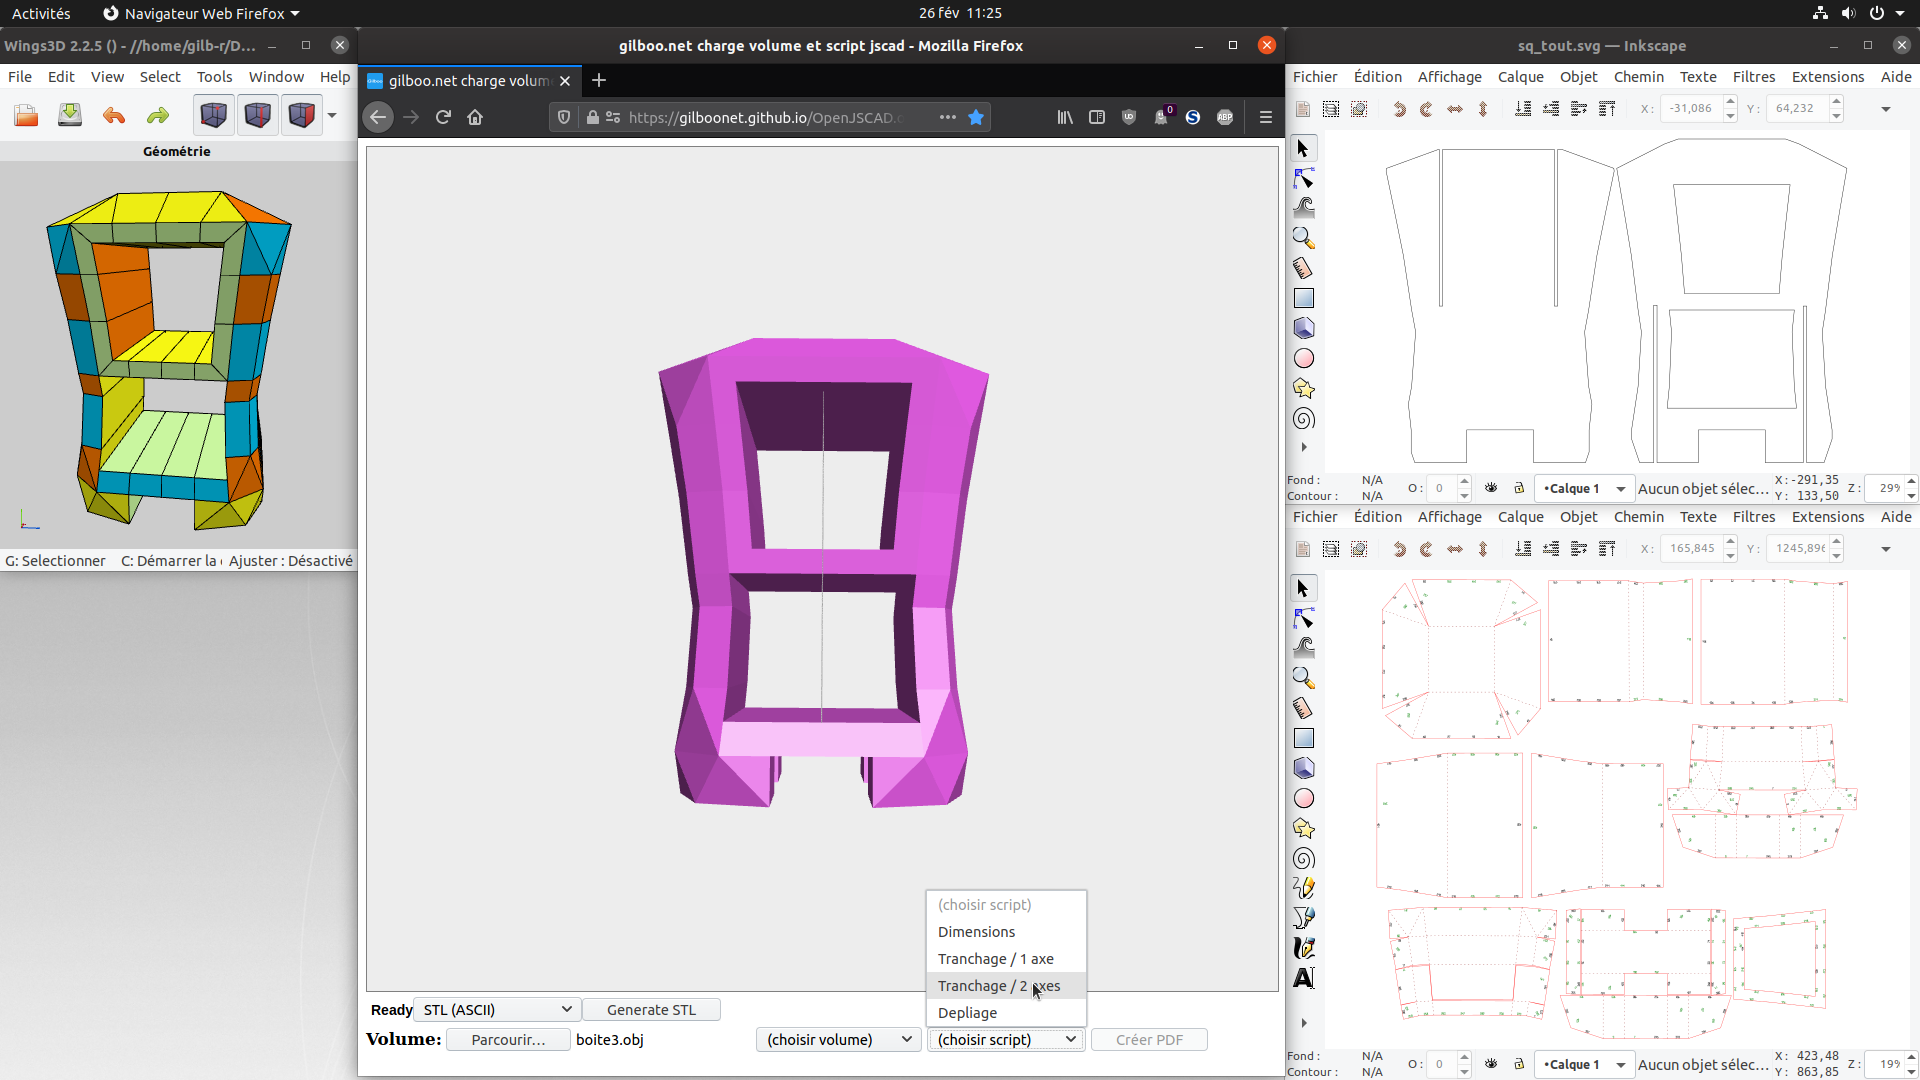 Activités
Navigateur Web Firefox
26 fév 11:25
Wings3D 2.2.5 () - //home/gilb-r/D...
File Edit View Select Tools Window Help
Géométrie
G: Selectionner C: Démarrer la Ajuster : Désactivé
gilboo.net charge volume et script jscad - Mozilla Firefox
gilboo.net charge volum
https://gilboonet.github.io/OpenJSCAD.
0
ABP
Ready
STL (ASCII)
Generate STL
Volume:
Parcourir...
boite3.obj
(choisir volume)
(choisir script)
Créer PDF
(choisir script)
Dimensions
Tranchage / 1 axe
Tranchage / 2 axes
Depliage
sq_tout.svg — Inkscape
Fichier Édition Affichage Calque Objet Chemin Texte Filtres Extensions Aide
X : -31,086 Y : 64,232
Fond : N/A
Contour : N/A
O : 0
•Calque 1
Aucun objet sélec...
X: -291,35
Y: 133,50
Z : 29%
Fichier Édition Affichage Calque Objet Chemin Texte Filtres Extensions Aide
X : 165,845 Y : 1245,896
Fond : N/A
Contour : N/A
O : 0
•Calque 1
Aucun objet sélec...
X: 423,48
Y: 863,85
Z : 19%